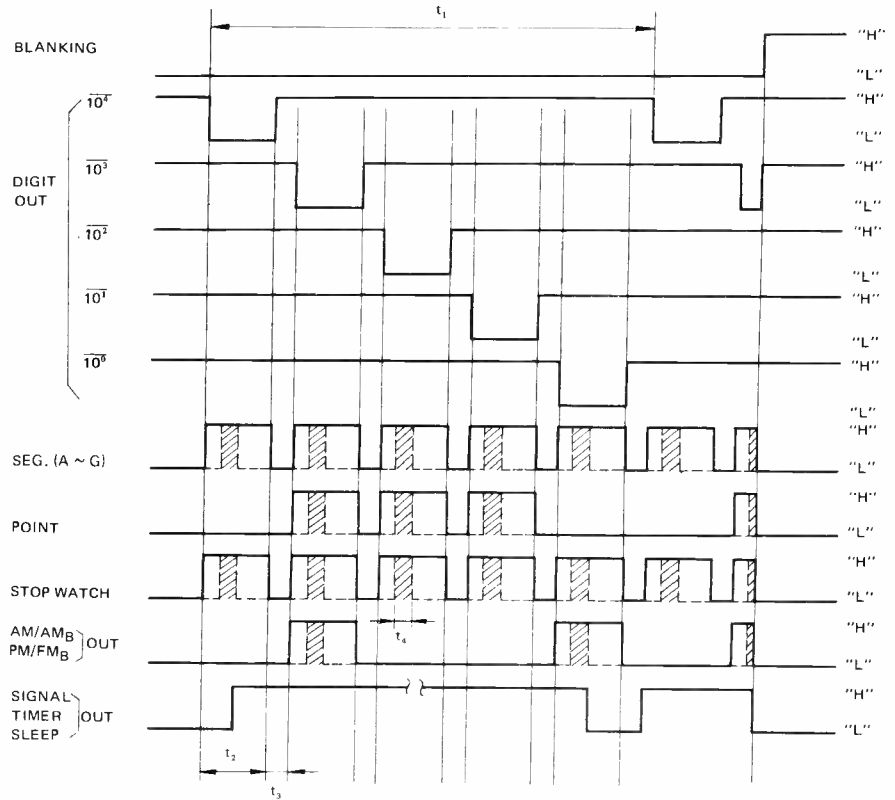 t₁
BLANKING
"H"
"L"
10⁴
"H"
"L"
10³
"H"
DIGIT
OUT
"L"
10²
"H"
"L"
10¹
"H"
"L"
10⁰
"H"
"L"
"H"
SEG. (A ~ G)
"L"
"H"
POINT
"L"
"H"
STOP WATCH
"L"
t₄
AM/AMB
PM/FMB
OUT
"H"
"L"
SIGNAL
TIMER
SLEEP
OUT
"H"
"L"
t₂
t₃